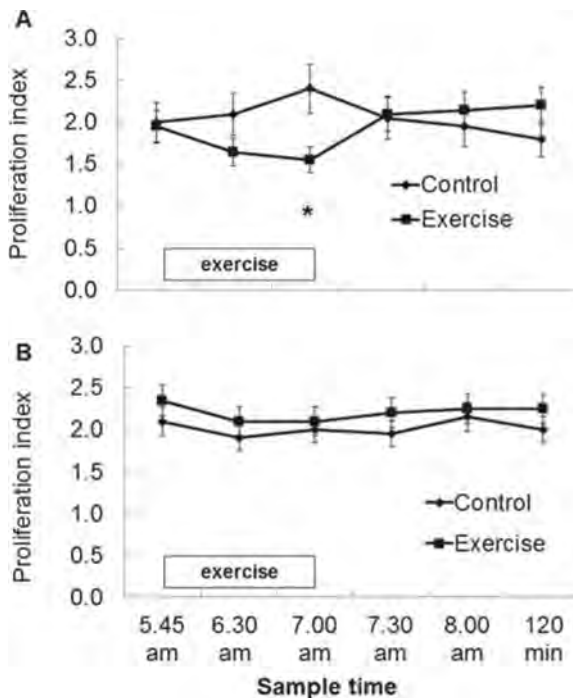 A
Proliferation index
3.0
2.5
2.0
1.5
1.0
0.5
0.0
Control
Exercise
*
exercise
B
Proliferation index
3.0
2.5
2.0
1.5
1.0
0.5
0.0
Control
Exercise
exercise
5.45 6.30 7.00 7.30 8.00 120
am am am am am min
Sample time